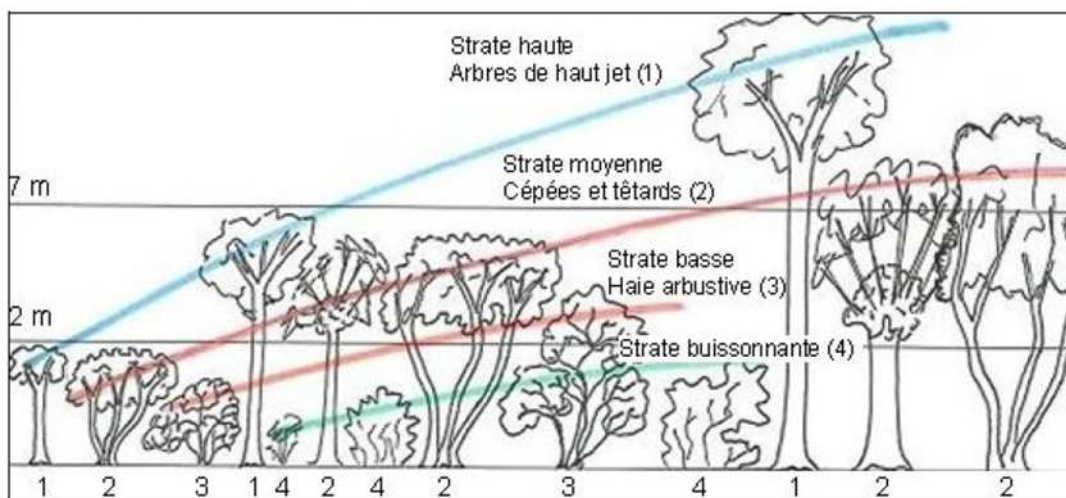 Strate haute
Arbres de haut jet (1)
Strate moyenne
Cépées et têtards (2)
7 m
Strate basse
Haie arbustive (3)
2 m
Strate buissonnante (4)
1 2 3 1 4 2 4 2 3 4 1 2 2